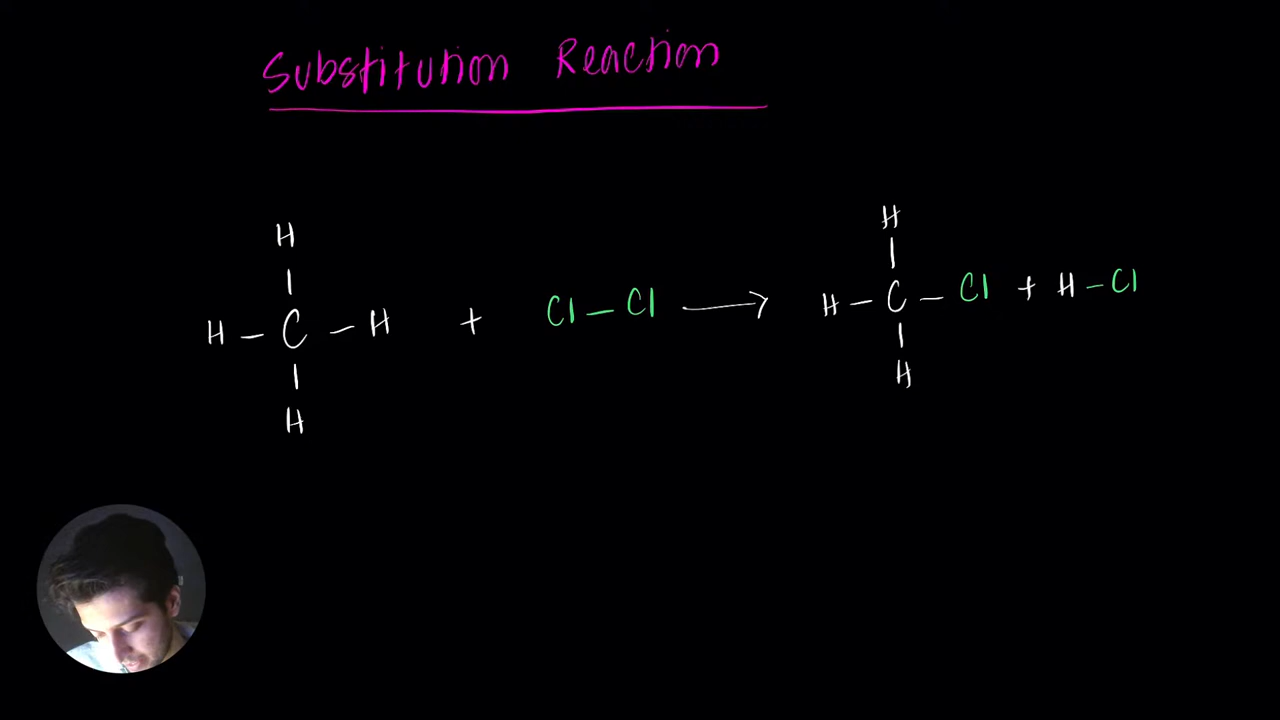 Substitution Reaction
H H
H – C – H + Cl – Cl ⟶ H – C – Cl + H – Cl
H H